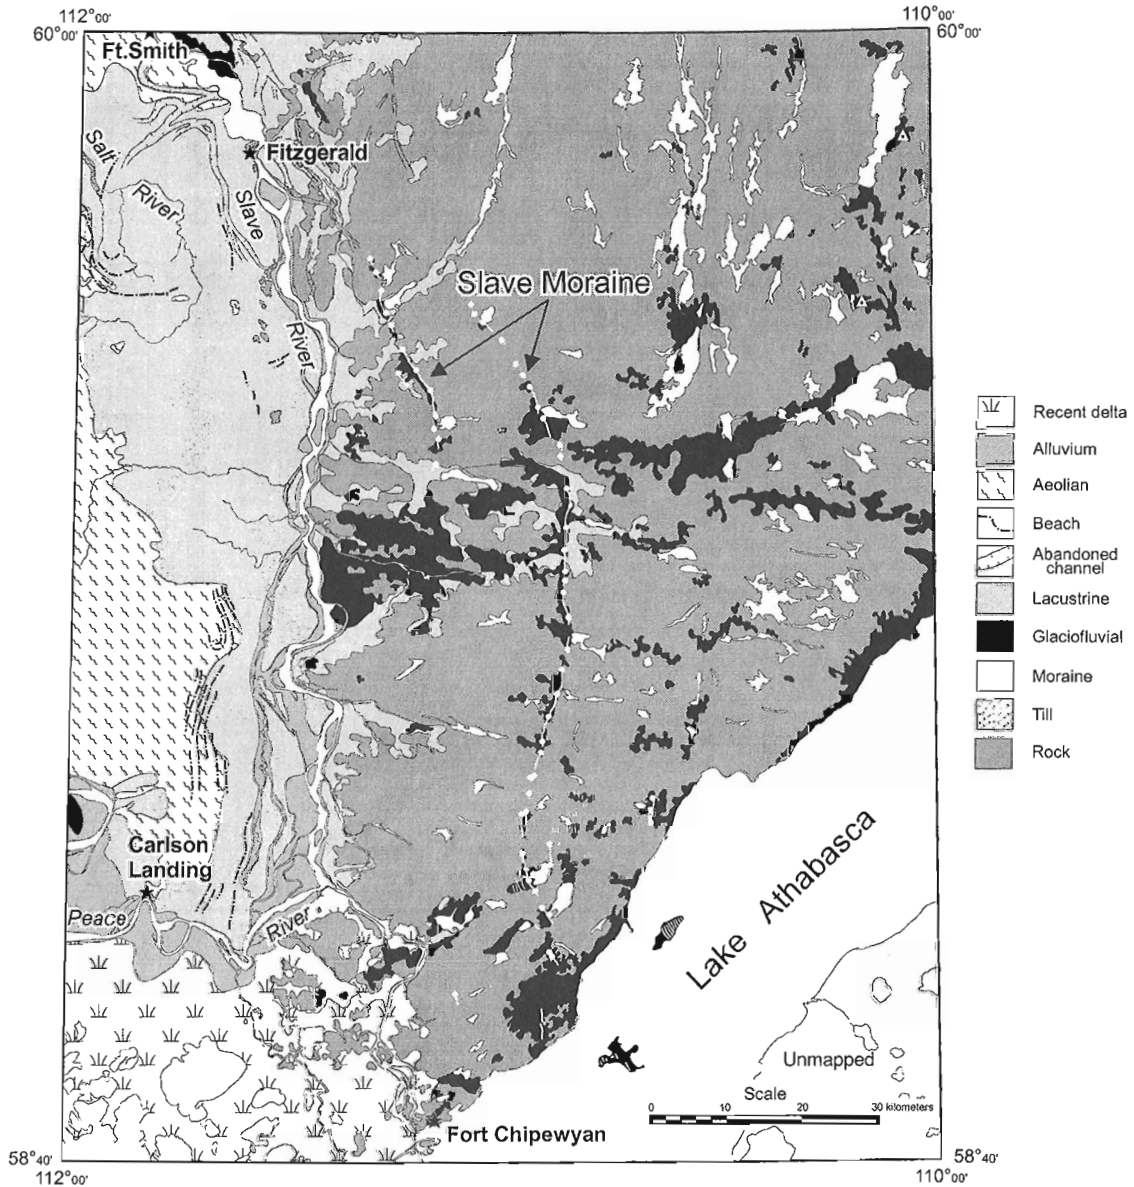 112°00'
110°00'
60°00'
60°00'
Ft.Smith
Fitzgerald
Salt
River
Slave
River
Slave Moraine
Recent delta
Alluvium
Aeolian
Beach
Abandoned
channel
Lacustrine
Glaciofluvial
Moraine
Till
Rock
Carlson
Landing
Peace
River
Lake Athabasca
Unmapped
Scale
0 10 20 30 kilometers
Fort Chipewyan
58°40'
58°40'
112°00'
110°00'